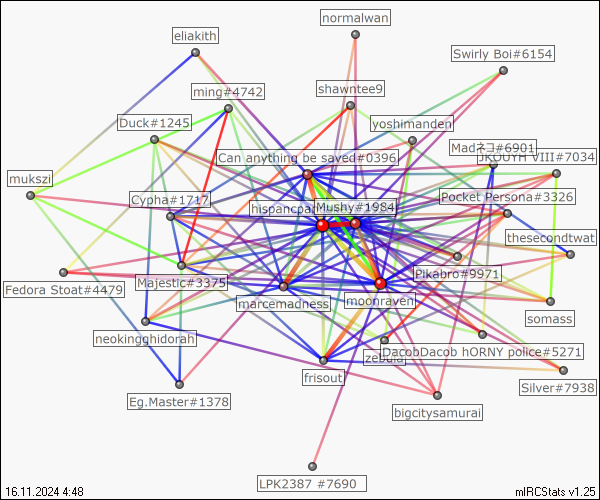 normalwan
eliakith
Swirly Boi#6154
ming#4742
shawntee9
Duck#1245
yoshimanden
Madネコ#6901
Can anything be saved#0396
JKOUYH VIII#7034
mukszi
Cypha#1717
Pocket Persona#3326
hispancpa
Mushy#1984
thesecondtwat
Pikabro#9971
Majestic#3375
Fedora Stoat#4479
marcemadness
moonraven
somass
neokingghidorah
zebula
DacobDacob hORNY police#5271
frisout
Silver#7938
Eg.Master#1378
bigcitysamurai
LPK2387 #7690
16.11.2024 4:48
mIRCStats v1.25